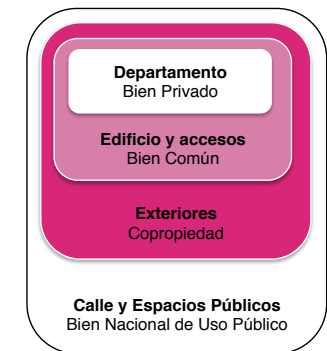 Departamento
Bien Privado
Edificio y accesos
Bien Común
Exteriores
Copropiedad
Calle y Espacios Públicos
Bien Nacional de Uso Público